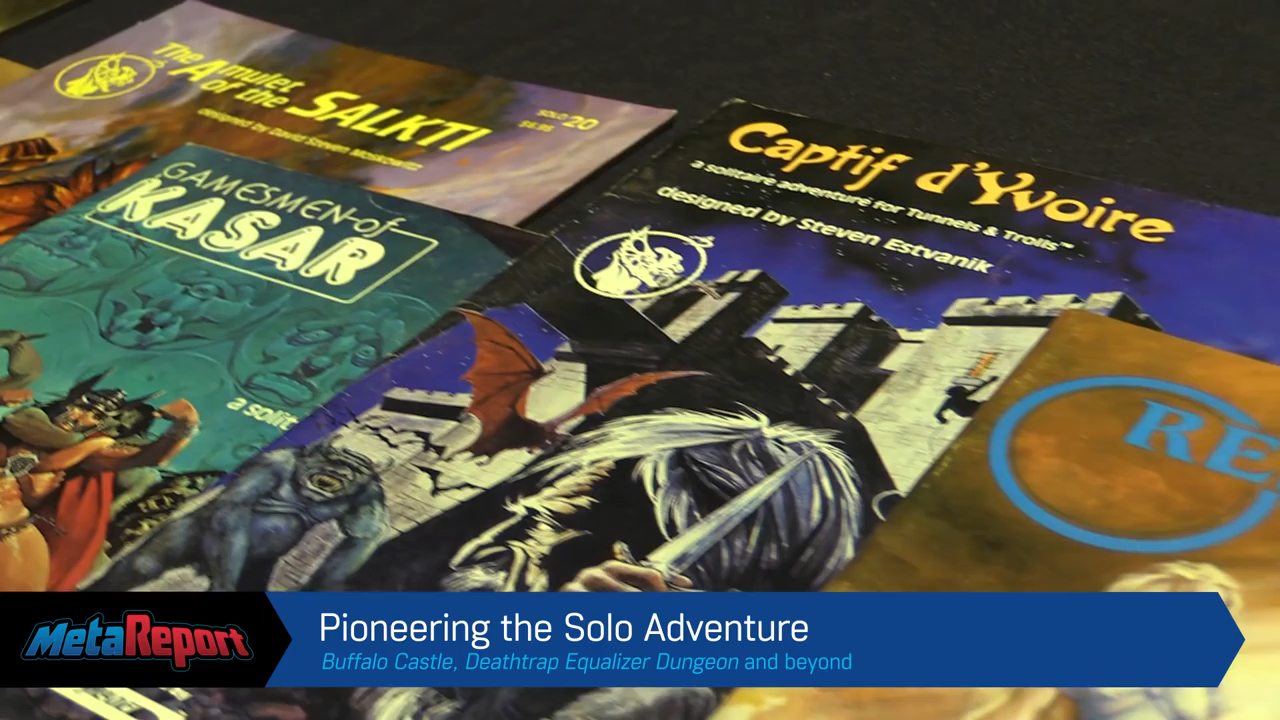 The Amulet
of the SALKTI
designed by David Steven Moskowitz
SOLO 20
$6.95
GAMESMEN of
KASAR
a solit
Captif d'Yvoire
a solitaire adventure for Tunnels & Trolls™
designed by Steven Estvanik
RE
MetaReport
Pioneering the Solo Adventure
Buffalo Castle, Deathtrap Equalizer Dungeon and beyond